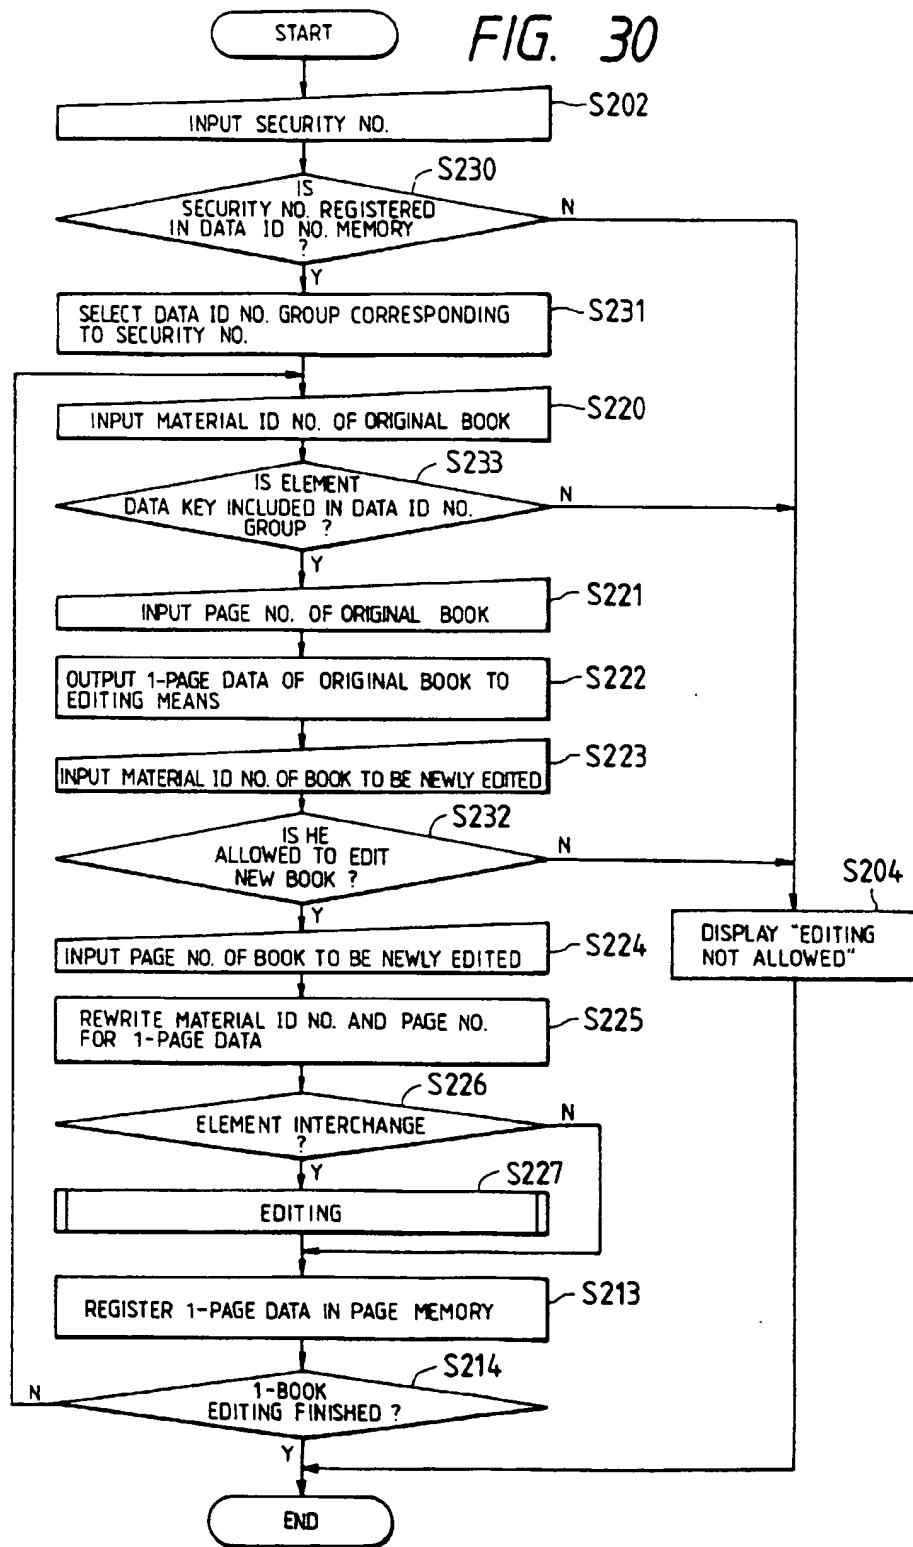 START
FIG. 30
INPUT SECURITY NO.
S202
IS
SECURITY NO. REGISTERED
IN DATA ID NO. MEMORY
?
S230
N
Y
SELECT DATA ID NO. GROUP CORRESPONDING
TO SECURITY NO.
S231
INPUT MATERIAL ID NO. OF ORIGINAL BOOK
S220
IS ELEMENT
DATA KEY INCLUDED IN DATA ID NO.
GROUP ?
S233
N
Y
INPUT PAGE NO. OF ORIGINAL BOOK
S221
OUTPUT 1-PAGE DATA OF ORIGINAL BOOK TO
EDITING MEANS
S222
INPUT MATERIAL ID NO. OF BOOK TO BE NEWLY EDITED
S223
IS HE
ALLOWED TO EDIT
NEW BOOK ?
S232
N
Y
S204
DISPLAY "EDITING
NOT ALLOWED"
INPUT PAGE NO. OF BOOK TO BE NEWLY EDITED
S224
REWRITE MATERIAL ID NO. AND PAGE NO.
FOR 1-PAGE DATA
S225
ELEMENT INTERCHANGE
?
S226
N
Y
EDITING
S227
REGISTER 1-PAGE DATA IN PAGE MEMORY
S213
1-BOOK
EDITING FINISHED ?
S214
N
Y
END